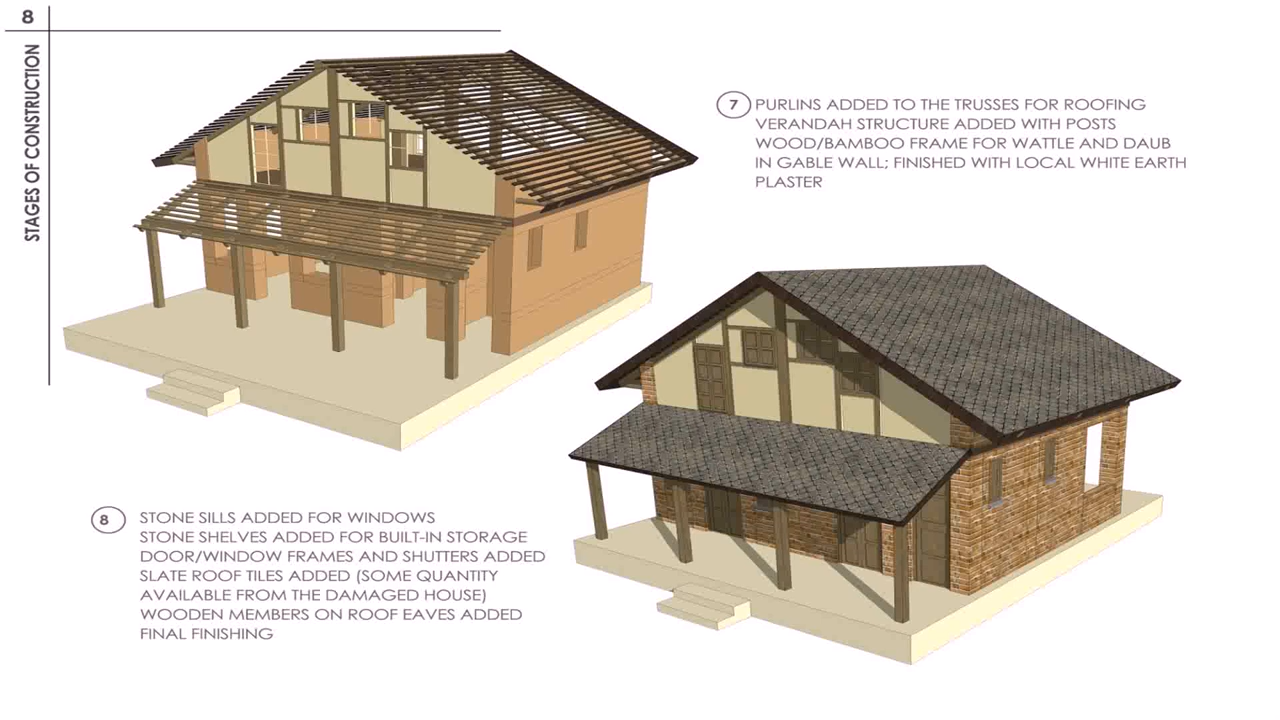 8
STAGES OF CONSTRUCTION
7 PURLINS ADDED TO THE TRUSSES FOR ROOFING
VERANDAH STRUCTURE ADDED WITH POSTS
WOOD/BAMBOO FRAME FOR WATTLE AND DAUB
IN GABLE WALL; FINISHED WITH LOCAL WHITE EARTH
PLASTER
8 STONE SILLS ADDED FOR WINDOWS
STONE SHELVES ADDED FOR BUILT-IN STORAGE
DOOR/WINDOW FRAMES AND SHUTTERS ADDED
SLATE ROOF TILES ADDED (SOME QUANTITY
AVAILABLE FROM THE DAMAGED HOUSE)
WOODEN MEMBERS ON ROOF EAVES ADDED
FINAL FINISHING